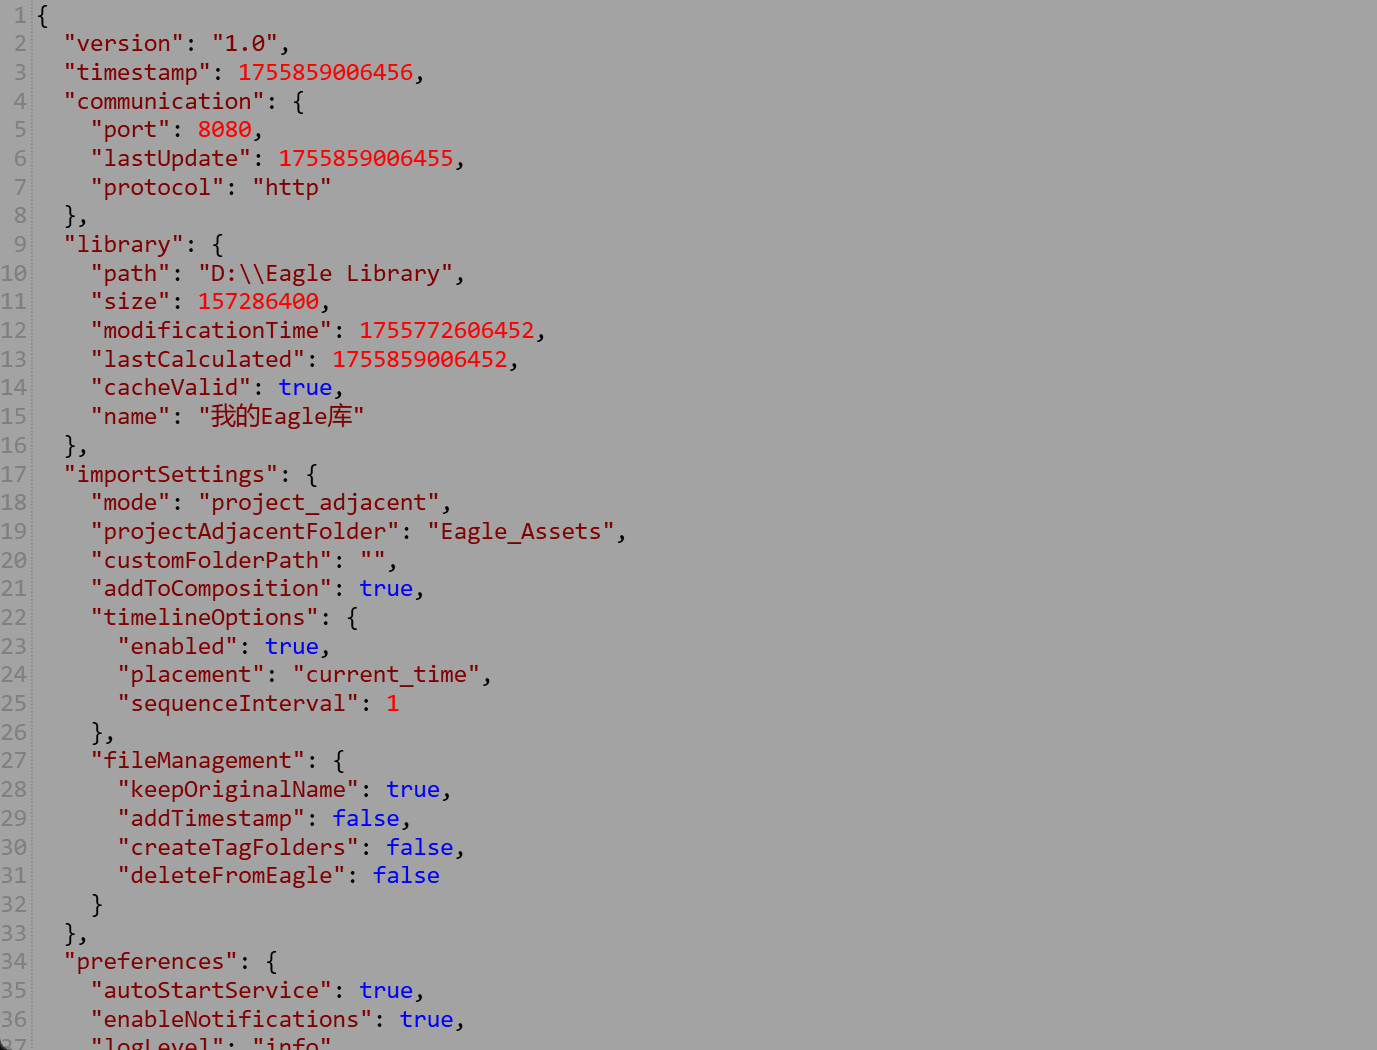 1 {
2   "version": "1.0",
3   "timestamp": 1755859006456,
4   "communication": {
5     "port": 8080,
6     "lastUpdate": 1755859006455,
7     "protocol": "http"
8   },
9   "library": {
10     "path": "D:\\Eagle Library",
11     "size": 157286400,
12     "modificationTime": 1755772606452,
13     "lastCalculated": 1755859006452,
14     "cacheValid": true,
15     "name": "我的Eagle库"
16   },
17   "importSettings": {
18     "mode": "project_adjacent",
19     "projectAdjacentFolder": "Eagle_Assets",
20     "customFolderPath": "",
21     "addToComposition": true,
22     "timelineOptions": {
23       "enabled": true,
24       "placement": "current_time",
25       "sequenceInterval": 1
26     },
27     "fileManagement": {
28       "keepOriginalName": true,
29       "addTimestamp": false,
30       "createTagFolders": false,
31       "deleteFromEagle": false
32     }
33   },
34   "preferences": {
35     "autoStartService": true,
36     "enableNotifications": true,
37     "logLevel": "info"